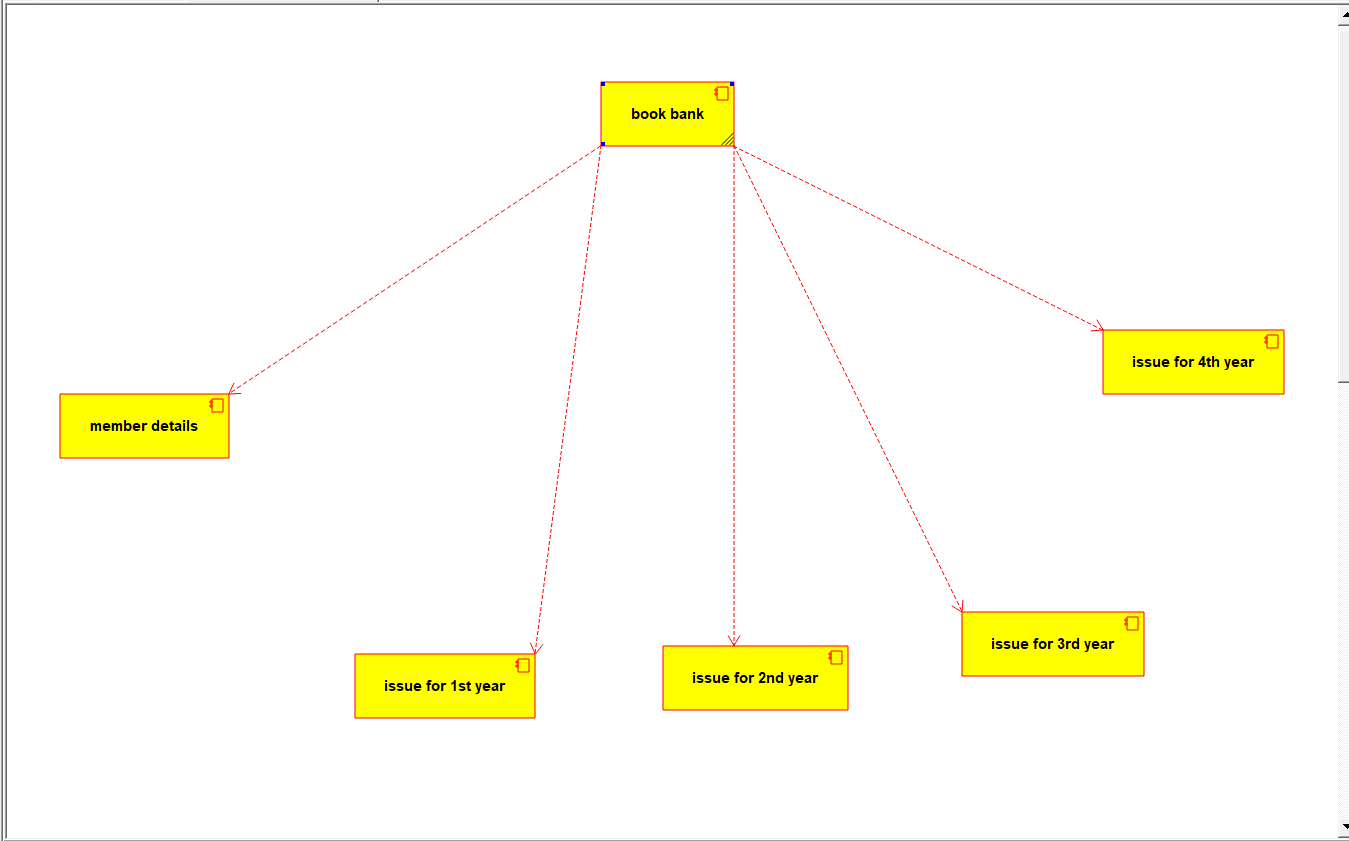 book bank
issue for 4th year
member details
issue for 3rd year
issue for 2nd year
issue for 1st year